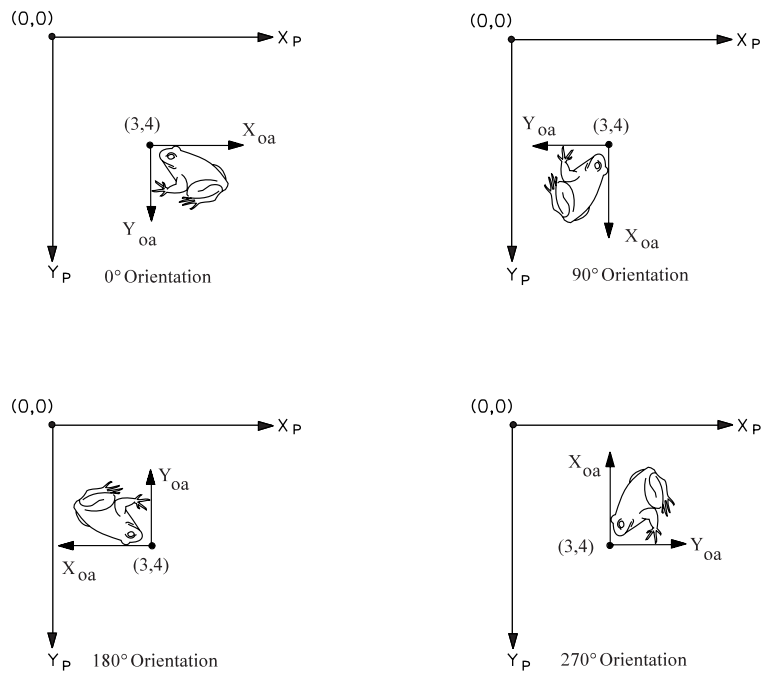 (0,0)
X P
(3,4)
X oa
Y oa
Y P
0° Orientation
(0,0)
X P
Y oa
(3,4)
X oa
Y P
90° Orientation
(0,0)
X P
Y oa
X oa
(3,4)
Y P
180° Orientation
(0,0)
X P
X oa
(3,4)
Y oa
Y P
270° Orientation